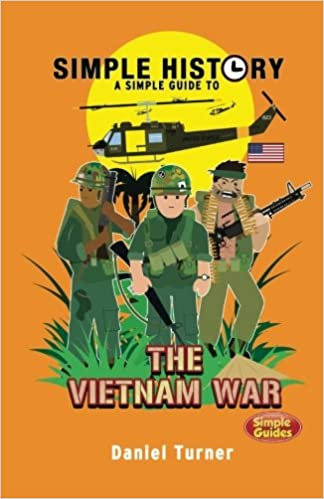 SIMPLE HISTORY
A SIMPLE GUIDE TO
THE
VIETNAM WAR
Simple
Guides
Daniel Turner